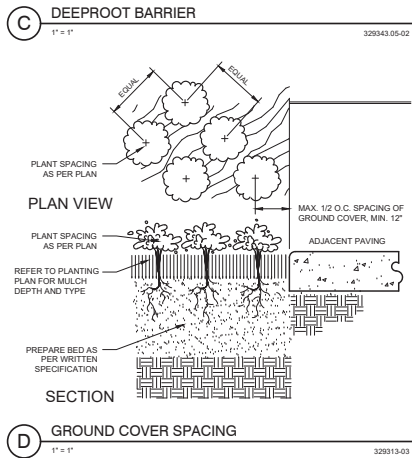 C
DEEPROOT BARRIER
1" = 1"
329343.05-02
EQUAL
EQUAL
PLANT SPACING
AS PER PLAN
PLAN VIEW
MAX. 1/2 O.C. SPACING OF
GROUND COVER, MIN. 12"
PLANT SPACING
AS PER PLAN
ADJACENT PAVING
REFER TO PLANTING
PLAN FOR MULCH
DEPTH AND TYPE
PREPARE BED AS
PER WRITTEN
SPECIFICATION
SECTION
D
GROUND COVER SPACING
1" = 1"
329313-03